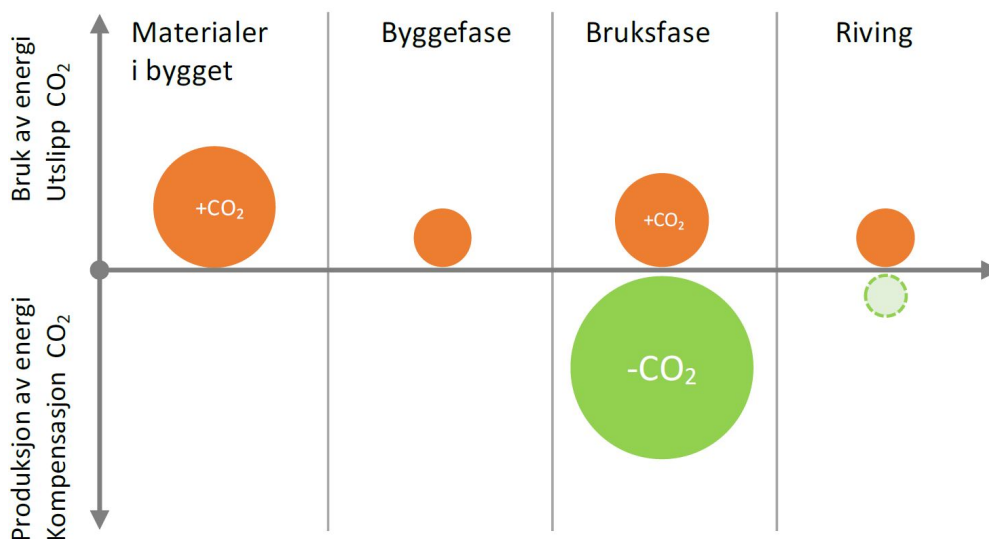 Materialer
i bygget
Byggefase
Bruksfase
Riving
Bruk av energi
Utslipp CO₂
+CO₂
+CO₂
Produksjon av energi
Kompensasjon CO₂
-CO₂